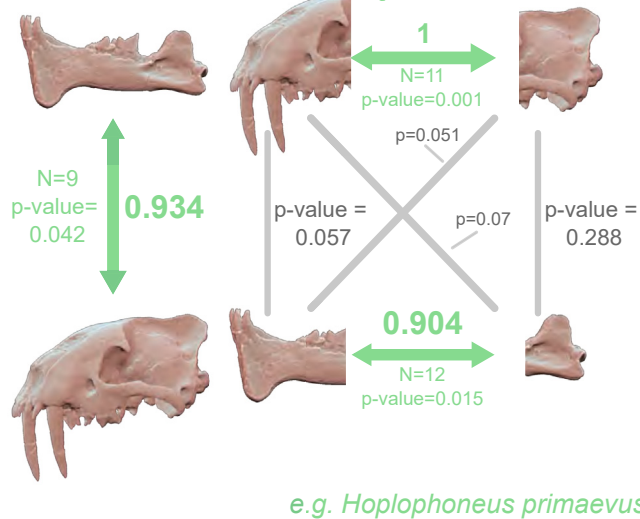 1
N=11
p-value=0.001
p=0.051
N=9
p-value=
0.042
0.934
p-value =
0.057
p=0.07
p-value =
0.288
0.904
N=12
p-value=0.015
e.g. Hoplophoneus primaevus